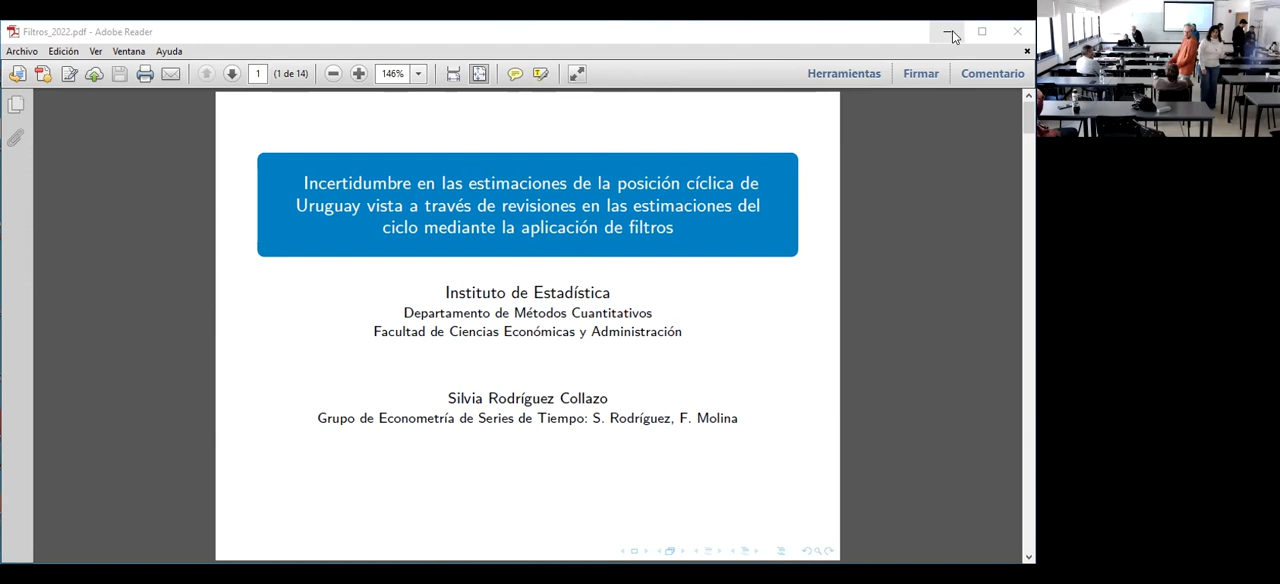 Filtros_2022.pdf - Adobe Reader
Archivo Edición Ver Ventana Ayuda
1 (1 de 14) 146% Herramientas Firmar Comentario
Incertidumbre en las estimaciones de la posición cíclica de
Uruguay vista a través de revisiones en las estimaciones del
ciclo mediante la aplicación de filtros
Instituto de Estadística
Departamento de Métodos Cuantitativos
Facultad de Ciencias Económicas y Administración
Silvia Rodríguez Collazo
Grupo de Econometría de Series de Tiempo: S. Rodríguez, F. Molina